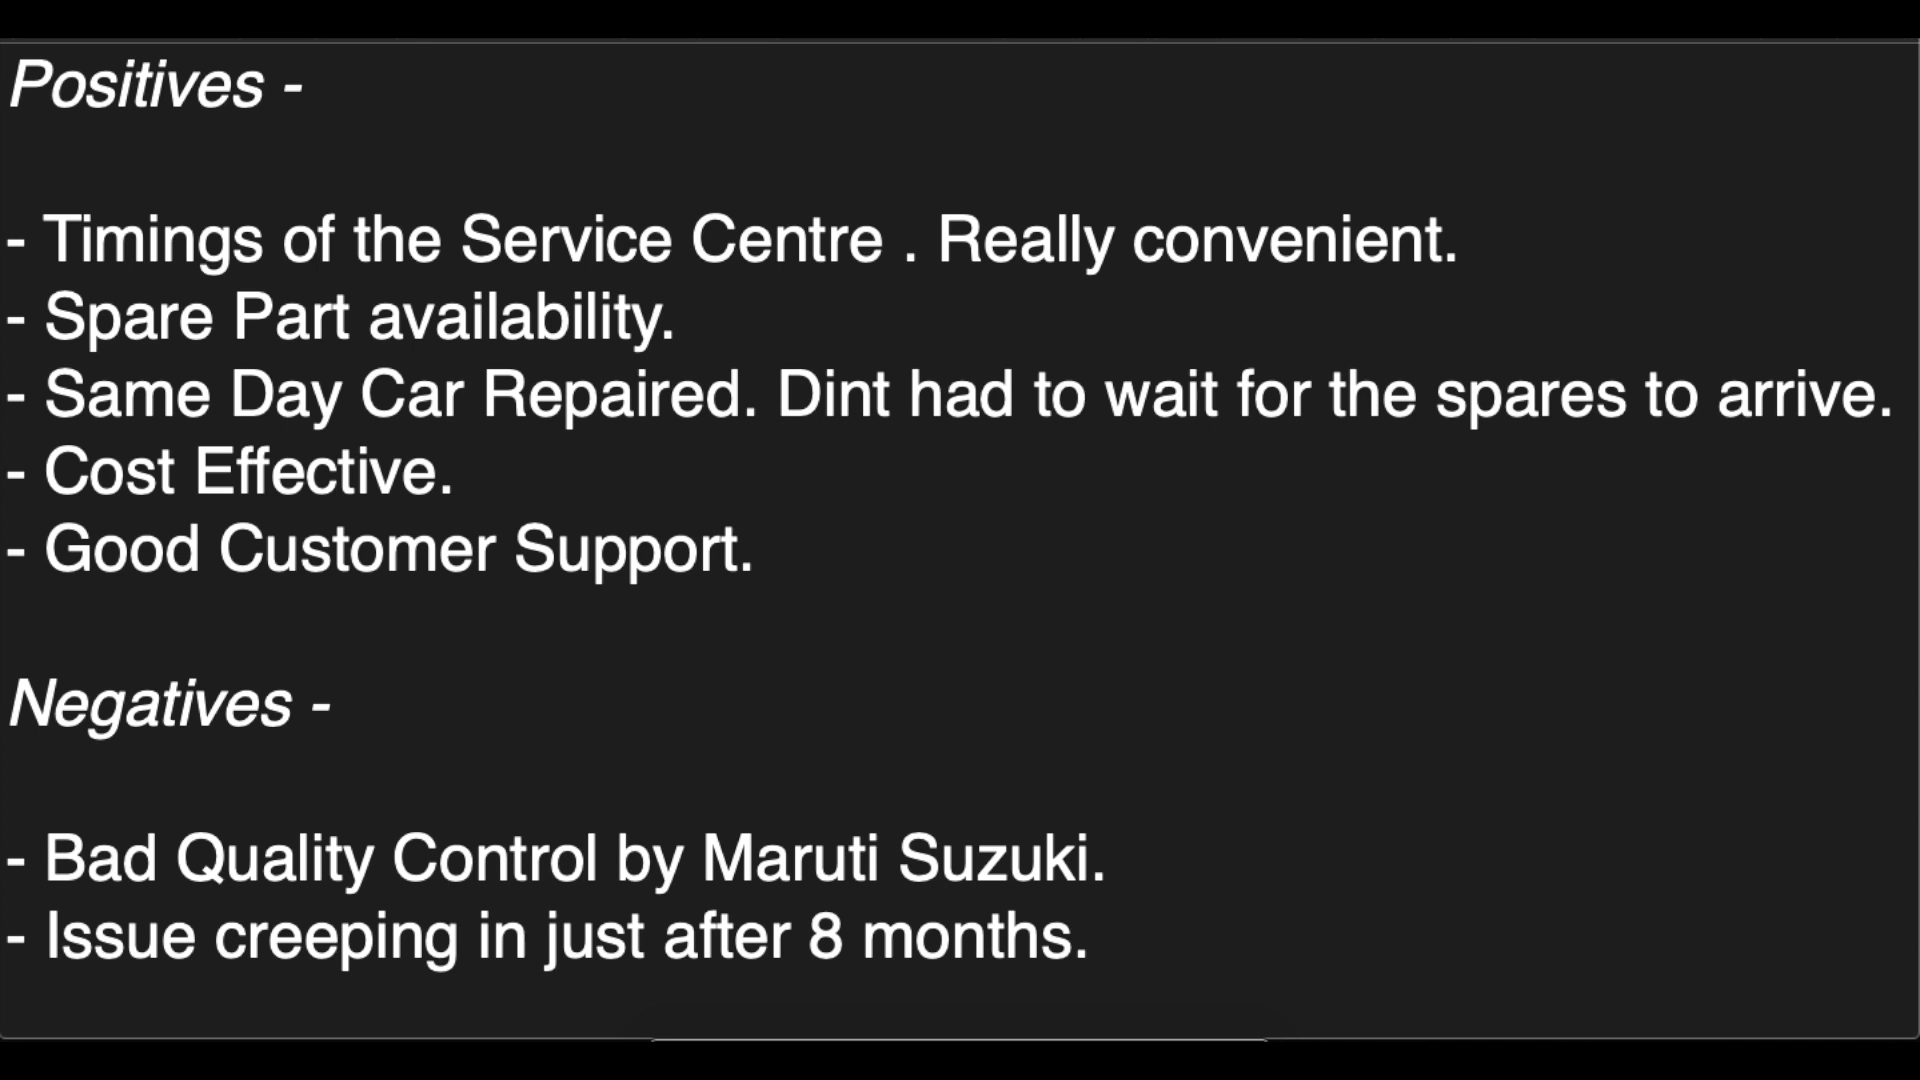 Positives -
- Timings of the Service Centre . Really convenient.
- Spare Part availability.
- Same Day Car Repaired. Dint had to wait for the spares to arrive.
- Cost Effective.
- Good Customer Support.
Negatives -
- Bad Quality Control by Maruti Suzuki.
- Issue creeping in just after 8 months.